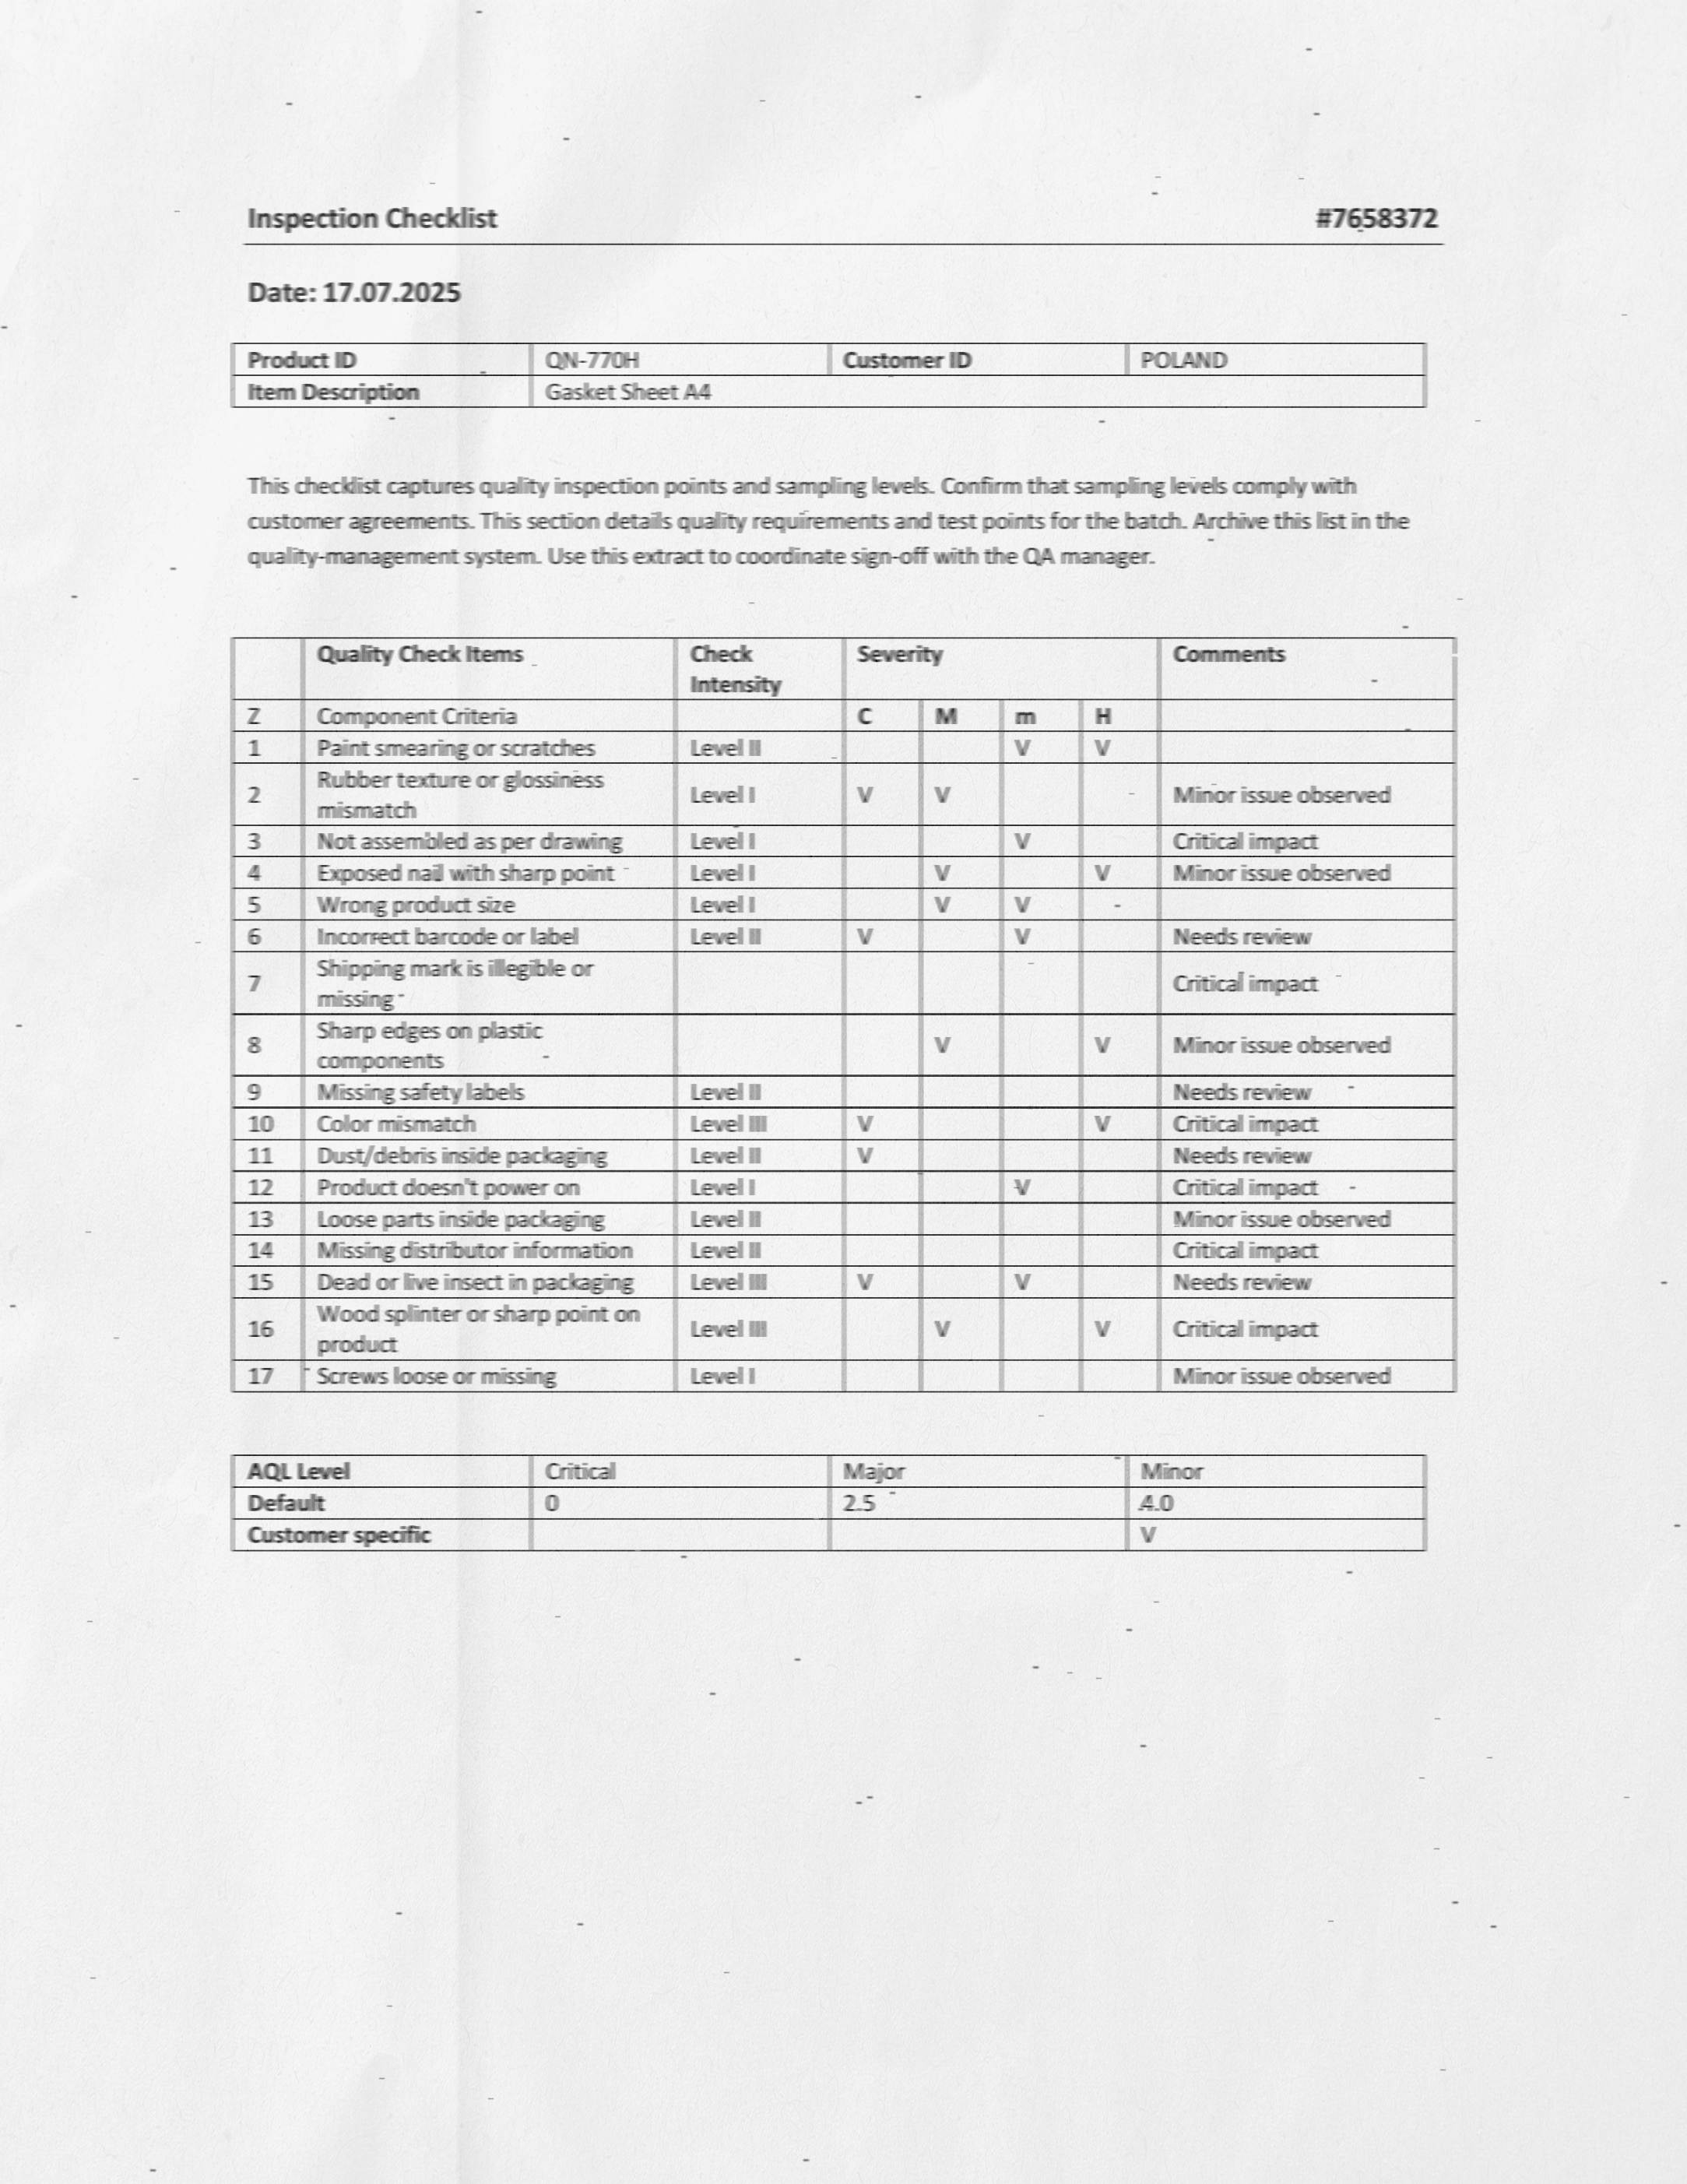 Inspection Checklist #7658372
Date: 17.07.2025
Product ID QN-770H Customer ID POLAND
Item Description Gasket Sheet A4
This checklist captures quality inspection points and sampling levels. Confirm that sampling levels comply with
customer agreements. This section details quality requirements and test points for the batch. Archive this list in the
quality-management system. Use this extract to coordinate sign-off with the QA manager.
Quality Check Items Check Intensity Severity Comments
Z Component Criteria C M m H
1 Paint smearing or scratches Level II V V
2 Rubber texture or glossiness mismatch Level I V V Minor issue observed
3 Not assembled as per drawing Level I V Critical impact
4 Exposed nail with sharp point Level I V V Minor issue observed
5 Wrong product size Level I V V
6 Incorrect barcode or label Level II V V Needs review
7 Shipping mark is illegible or missing Critical impact
8 Sharp edges on plastic components V V Minor issue observed
9 Missing safety labels Level II Needs review
10 Color mismatch Level III V V Critical impact
11 Dust/debris inside packaging Level II V Needs review
12 Product doesn't power on Level I V Critical impact
13 Loose parts inside packaging Level II Minor issue observed
14 Missing distributor information Level II Critical impact
15 Dead or live insect in packaging Level III V V Needs review
16 Wood splinter or sharp point on product Level III V V Critical impact
17 Screws loose or missing Level I Minor issue observed
AQL Level Critical Major Minor
Default 0 2.5 4.0
Customer specific V